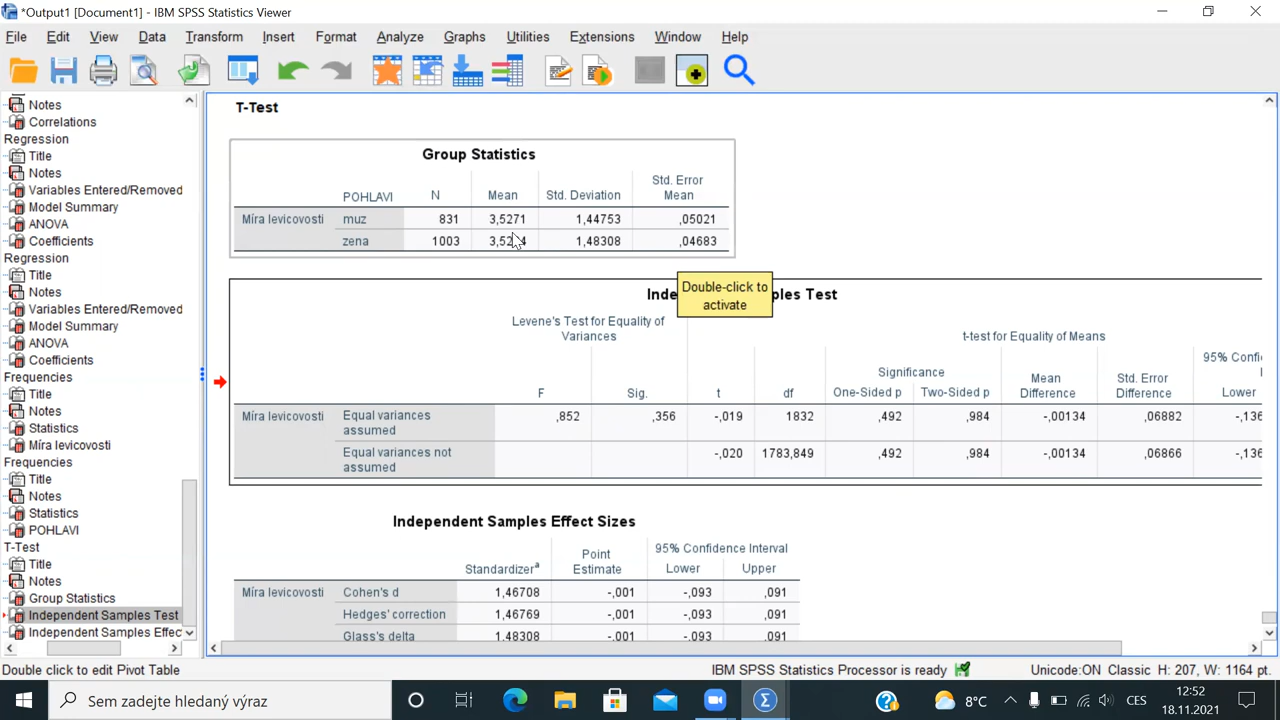 *Output1 [Document1] - IBM SPSS Statistics Viewer
File Edit View Data Transform Insert Format Analyze Graphs Utilities Extensions Window Help
Notes
Correlations
Regression
Title
Notes
Variables Entered/Removed
Model Summary
ANOVA
Coefficients
Regression
Title
Notes
Variables Entered/Removed
Model Summary
ANOVA
Coefficients
Frequencies
Title
Notes
Statistics
Míra levicovosti
Frequencies
Title
Notes
Statistics
POHLAVI
T-Test
Title
Notes
Group Statistics
Independent Samples Test
Independent Samples Effec
T-Test
Group Statistics
POHLAVI N Mean Std. Deviation Std. Error Mean
Míra levicovosti muz 831 3,5271 1,44753 ,05021
zena 1003 1,48308 ,04683
Double-click to
activate
Levene's Test for Equality of
Variances
t-test for Equality of Means
95% Confi
Significance
F Sig. t df One-Sided p Two-Sided p Mean Difference Std. Error Difference Lower
Míra levicovosti Equal variances assumed ,852 ,356 -,019 1832 ,492 ,984 -,00134 ,06882 -,136
Equal variances not assumed -,020 1783,849 ,492 ,984 -,00134 ,06866 -,136
Independent Samples Effect Sizes
Standardizerᵃ Point Estimate 95% Confidence Interval
Lower Upper
Míra levicovosti Cohen's d 1,46708 -,001 -,093 ,091
Hedges' correction 1,46769 -,001 -,093 ,091
Glass's delta 1,48308 -,001 -,093 ,091
Double click to edit Pivot Table
IBM SPSS Statistics Processor is ready
Unicode:ON Classic H: 207, W: 1164 pt.
Sem zadejte hledaný výraz
8°C
CES
12:52
18.11.2021